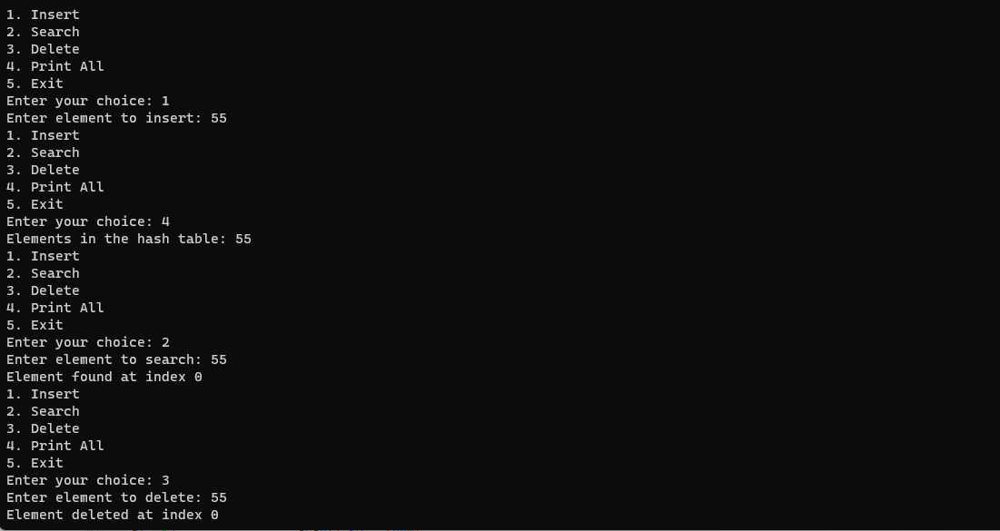 1. Insert
2. Search
3. Delete
4. Print All
5. Exit
Enter your choice: 1
Enter element to insert: 55
1. Insert
2. Search
3. Delete
4. Print All
5. Exit
Enter your choice: 4
Elements in the hash table: 55
1. Insert
2. Search
3. Delete
4. Print All
5. Exit
Enter your choice: 2
Enter element to search: 55
Element found at index 0
1. Insert
2. Search
3. Delete
4. Print All
5. Exit
Enter your choice: 3
Enter element to delete: 55
Element deleted at index 0